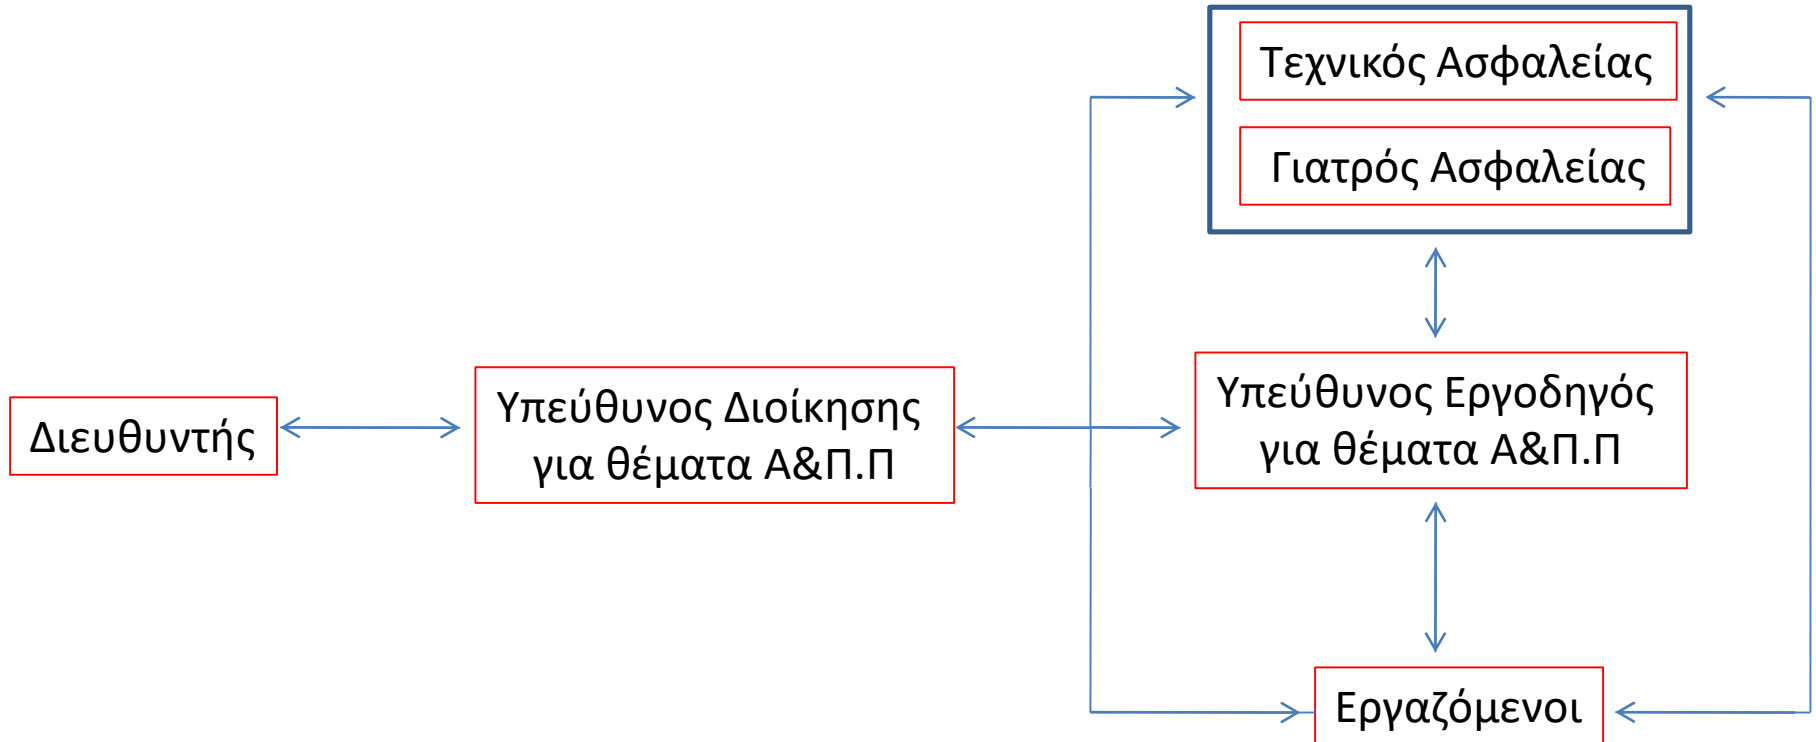 Τεχνικός Ασφαλείας
Γιατρός Ασφαλείας
Διευθυντής
Υπεύθυνος Διοίκησης
για θέματα Α&Π.Π
Υπεύθυνος Εργοδηγός
για θέματα Α&Π.Π
Εργαζόμενοι